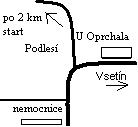 po 2 km
start
Podlesí
U Oprchala
Vsetín
nemocnice